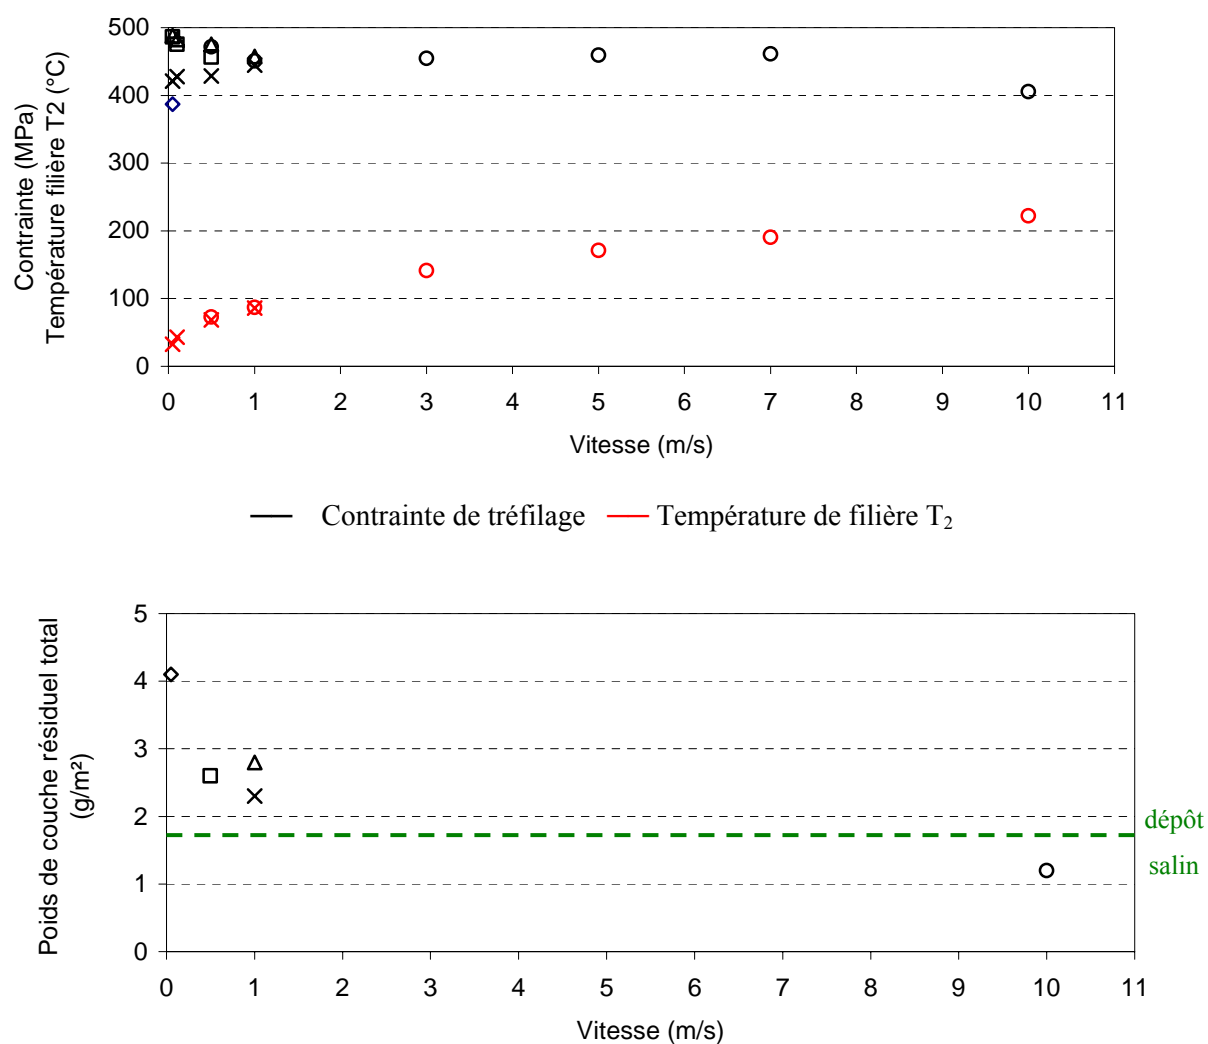 Contrainte (MPa)
Température filière T2 (°C)
500
400
300
200
100
0
0 1 2 3 4 5 6 7 8 9 10 11
Vitesse (m/s)
Contrainte de tréfilage Température de filière T₂
Poids de couche résiduel total
(g/m²)
5
4
3
2
1
0
dépôt
salin
0 1 2 3 4 5 6 7 8 9 10 11
Vitesse (m/s)